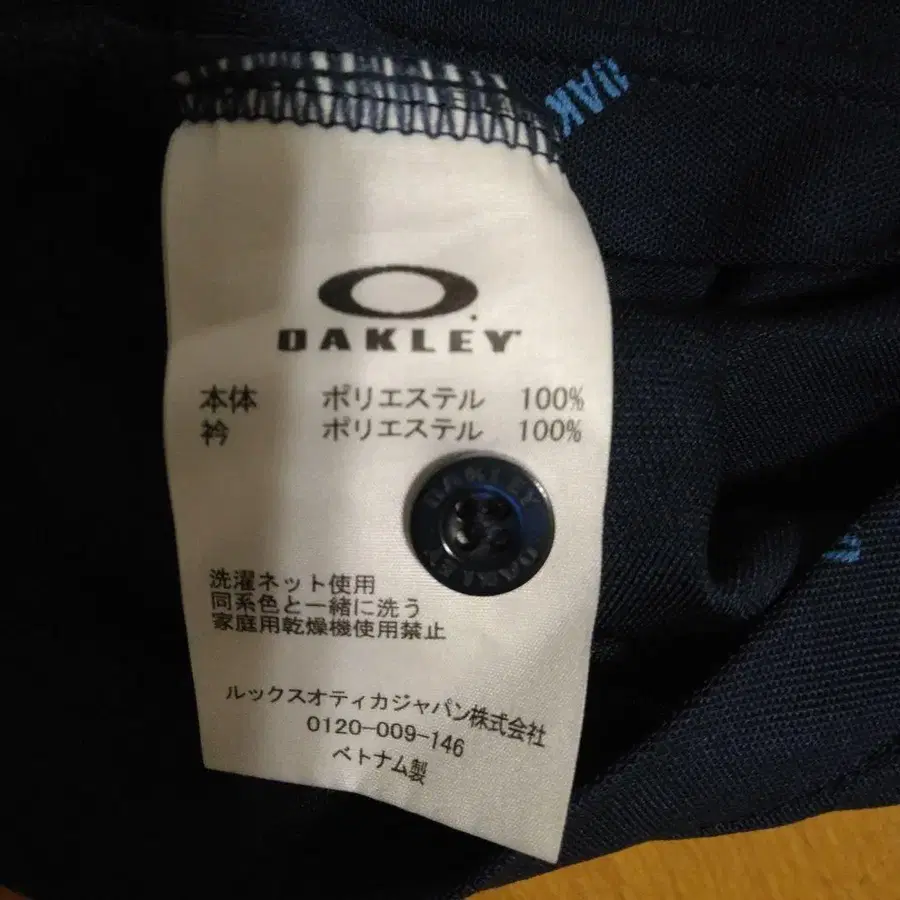 OAK
OAKLEY
本体 ポリエステル 100%
衿 ポリエステル 100%
OAKLEY
OAKLEY
洗濯ネット使用
同系色と一緒に洗う
家庭用乾燥機使用禁止
ルックスオティカジャパン株式会社
0120-009-146
ベトナム製